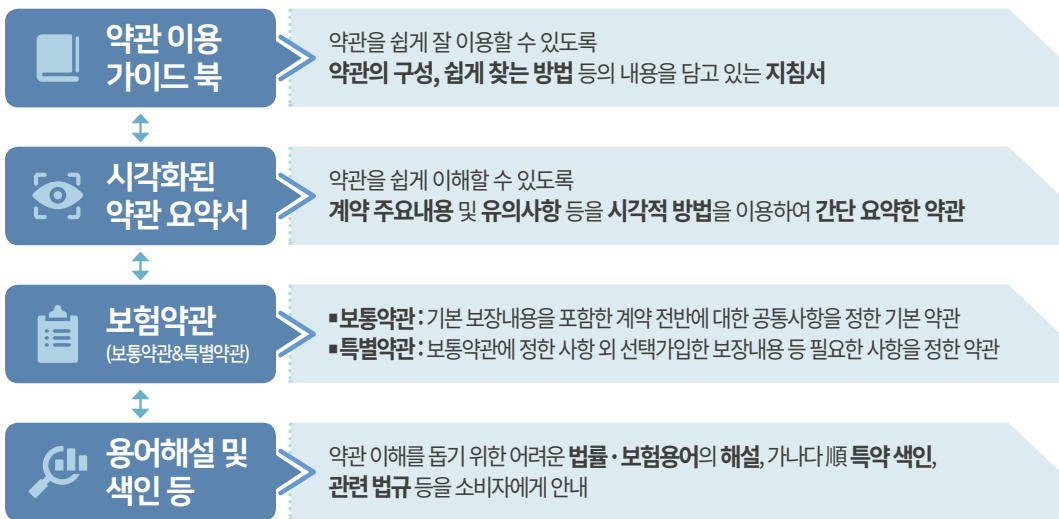 약관 이용
가이드 북
약관을 쉽게 잘 이용할 수 있도록
약관의 구성, 쉽게 찾는 방법 등의 내용을 담고 있는 지침서
시각화된
약관 요약서
약관을 쉽게 이해할 수 있도록
계약 주요내용 및 유의사항 등을 시각적 방법을 이용하여 간단 요약한 약관
보험약관
(보통약관&특별약관)
▪보통약관 : 기본 보장내용을 포함한 계약 전반에 대한 공통사항을 정한 기본 약관
▪특별약관 : 보통약관에 정한 사항 외 선택가입한 보장내용 등 필요한 사항을 정한 약관
용어해설 및
색인 등
약관 이해를 돕기 위한 어려운 법률·보험용어의 해설, 가나다 順 특약 색인,
관련 법규 등을 소비자에게 안내